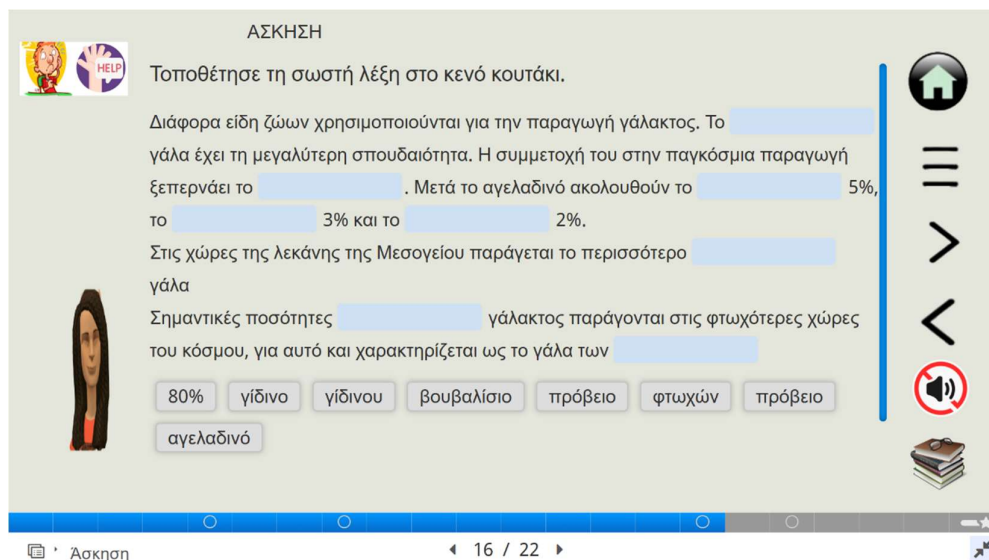 ΑΣΚΗΣΗ
HELP
Τοποθέτησε τη σωστή λέξη στο κενό κουτάκι.
Διάφορα είδη ζώων χρησιμοποιούνται για την παραγωγή γάλακτος. Το
γάλα έχει τη μεγαλύτερη σπουδαιότητα. Η συμμετοχή του στην παγκόσμια παραγωγή
ξεπερνάει το . Μετά το αγελαδινό ακολουθούν το 5%,
το 3% και το 2%.
Στις χώρες της λεκάνης της Μεσογείου παράγεται το περισσότερο
γάλα
Σημαντικές ποσότητες γάλακτος παράγονται στις φτωχότερες χώρες
του κόσμου, για αυτό και χαρακτηρίζεται ως το γάλα των
80% γίδινο γίδινου βουβαλίσιο πρόβειο φτωχών πρόβειο
αγελαδινό
Άσκηση 16 / 22